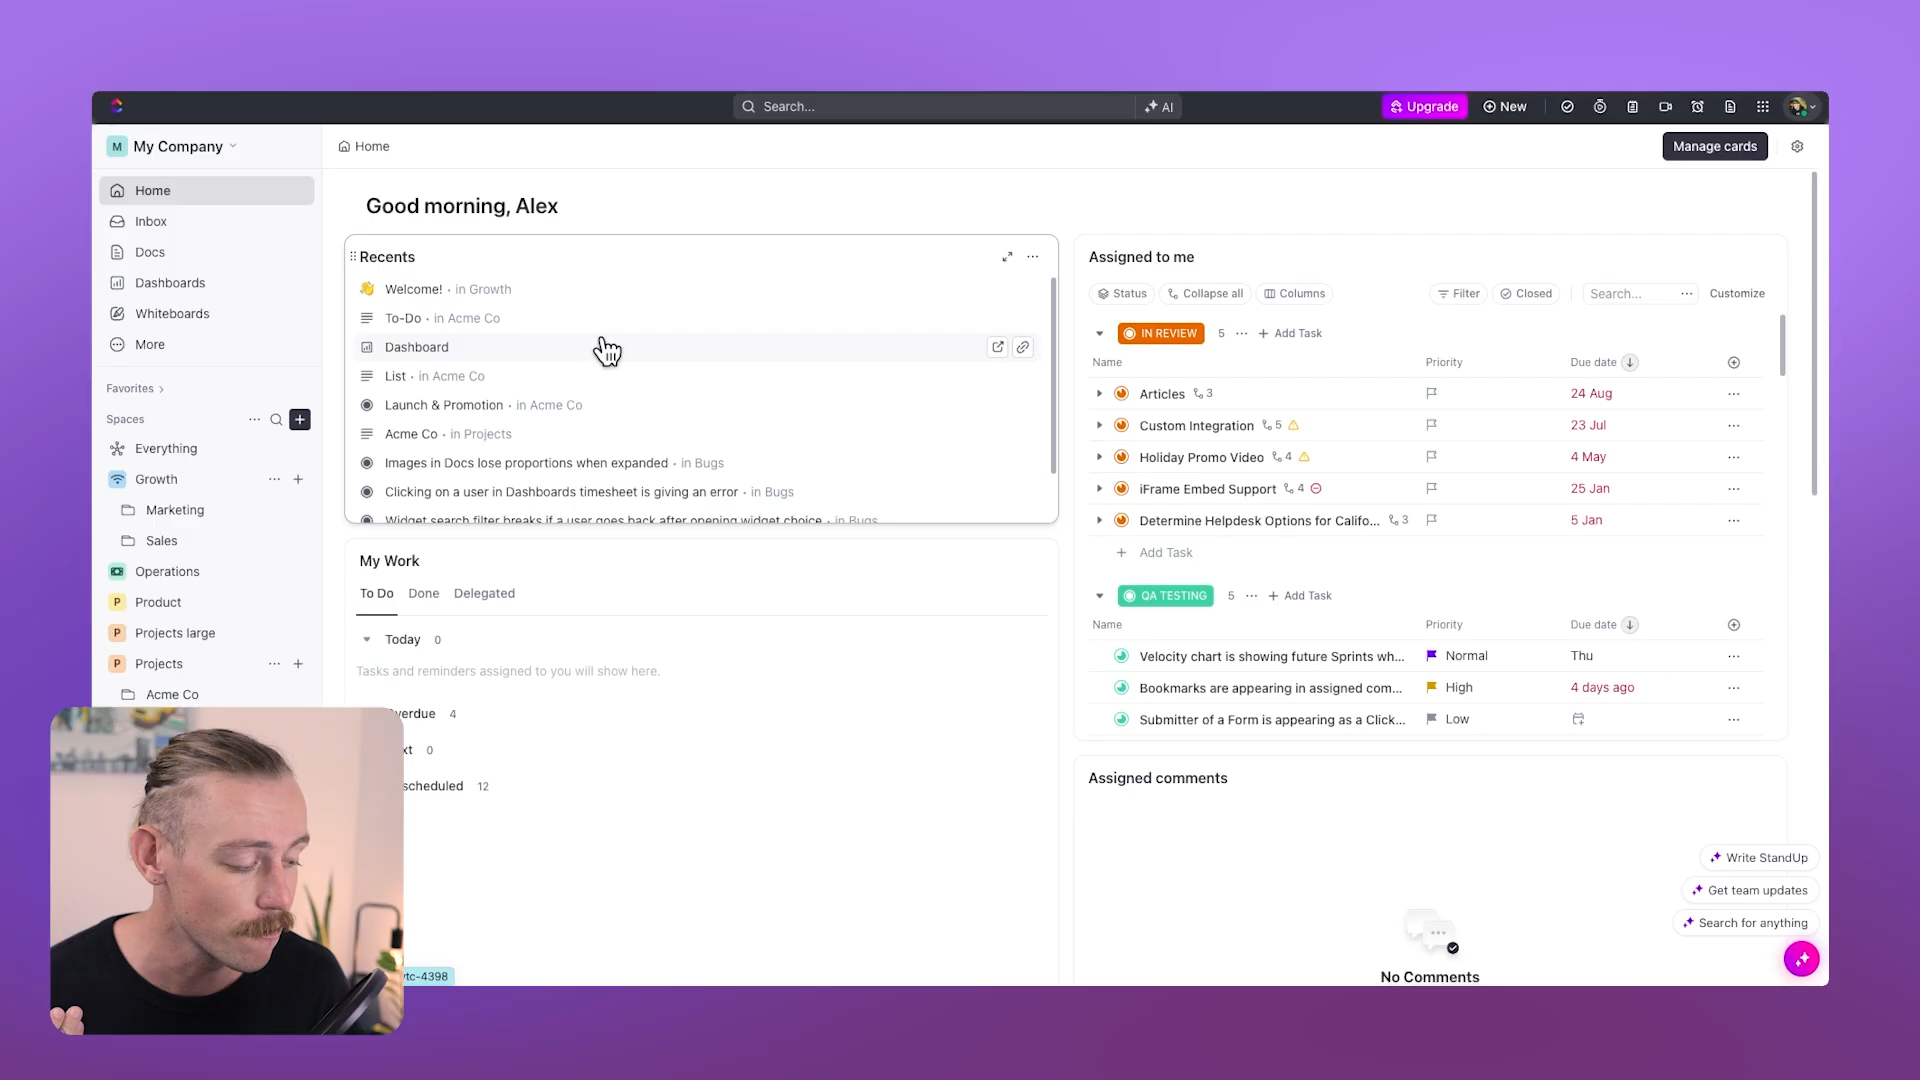 Search...
AI
Upgrade
New
M My Company
Home
Manage cards
Home
Inbox
Docs
Dashboards
Whiteboards
More
Favorites
Spaces
Everything
Growth
Marketing
Sales
Operations
P Product
P Projects large
P Projects
Acme Co
Good morning, Alex
Recents
Welcome! · in Growth
To-Do · in Acme Co
Dashboard
List · in Acme Co
Launch & Promotion · in Acme Co
Acme Co · in Projects
Images in Docs lose proportions when expanded · in Bugs
Clicking on a user in Dashboards timesheet is giving an error · in Bugs
Widget search filter breaks if a user goes back after opening widget choice · in Bugs
My Work
To Do Done Delegated
Today 0
Tasks and reminders assigned to you will show here.
verdue 4
xt 0
scheduled 12
tc-4398
Assigned to me
Status Collapse all Columns Filter Closed Search... Customize
IN REVIEW 5 Add Task
Name Priority Due date
Articles 3 24 Aug
Custom Integration 5 23 Jul
Holiday Promo Video 4 4 May
iFrame Embed Support 4 25 Jan
Determine Helpdesk Options for Califo... 3 5 Jan
Add Task
QA TESTING 5 Add Task
Name Priority Due date
Velocity chart is showing future Sprints wh... Normal Thu
Bookmarks are appearing in assigned com... High 4 days ago
Submitter of a Form is appearing as a Click... Low
Assigned comments
No Comments
Write StandUp
Get team updates
Search for anything